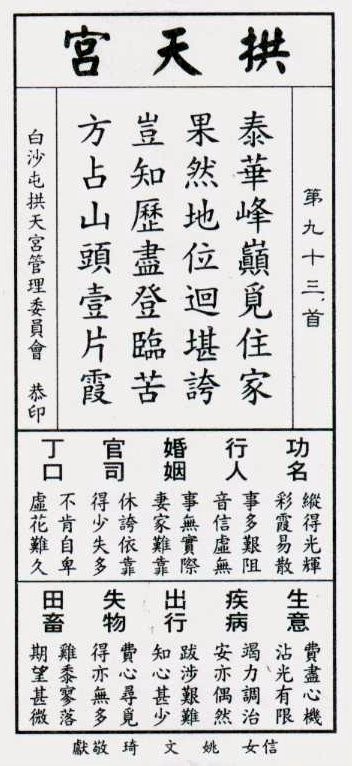 拱天宮
第九十三首
泰華峰巔覓住家
果然地位迴堪誇
豈知歷盡登臨苦
方占山頭壹片霞
白沙屯拱天宮管理委員會 恭印
功名
縱得光輝
彩霞易散
行人
事多艱阻
音信虛無
婚姻
事無實際
妻家難靠
官司
休誇依靠
得少失多
丁口
不肯自卑
虛花難久
生意
費盡心機
沾光有限
疾病
竭力調治
安亦偶然
出行
跋涉艱難
知心甚少
失物
費心尋覓
得亦無多
田畜
雞黍寥落
期望甚微
信女 姚文琦 敬獻